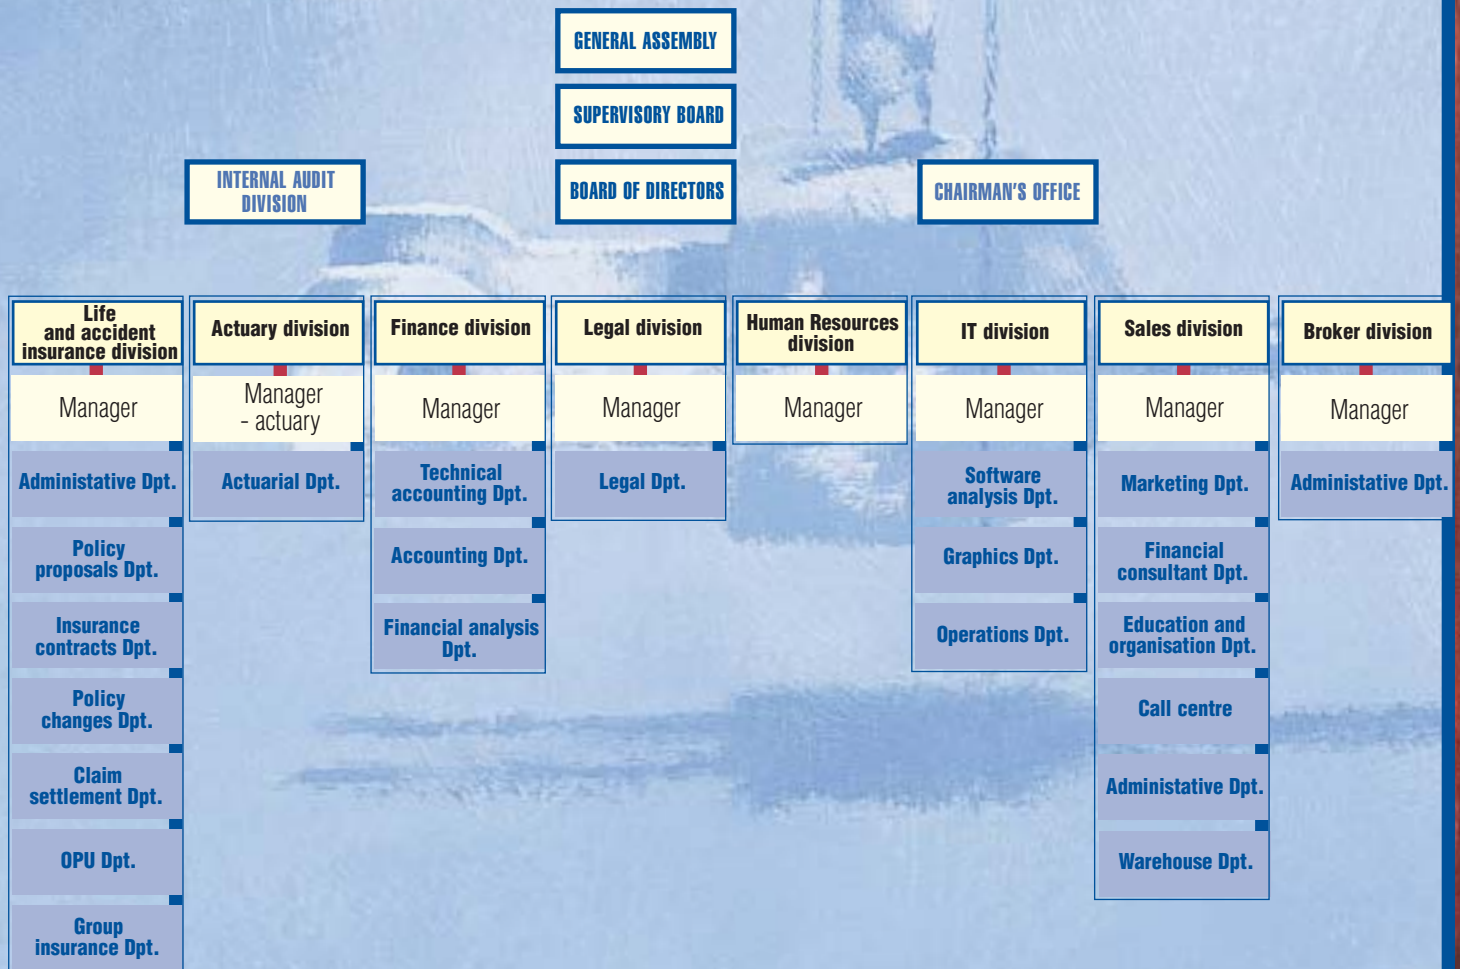 GENERAL ASSEMBLY
SUPERVISORY BOARD
INTERNAL AUDIT
DIVISION
BOARD OF DIRECTORS
CHAIRMAN'S OFFICE
Life
and accident
insurance division
Manager
Administative Dpt.
Policy
proposals Dpt.
Insurance
contracts Dpt.
Policy
changes Dpt.
Claim
settlement Dpt.
OPU Dpt.
Group
insurance Dpt.
Actuary division
Manager
- actuary
Actuarial Dpt.
Finance division
Manager
Technical
accounting Dpt.
Accounting Dpt.
Financial analysis
Dpt.
Legal division
Manager
Legal Dpt.
Human Resources
division
Manager
IT division
Manager
Software
analysis Dpt.
Graphics Dpt.
Operations Dpt.
Sales division
Manager
Marketing Dpt.
Financial
consultant Dpt.
Education and
organisation Dpt.
Call centre
Administative Dpt.
Warehouse Dpt.
Broker division
Manager
Administative Dpt.